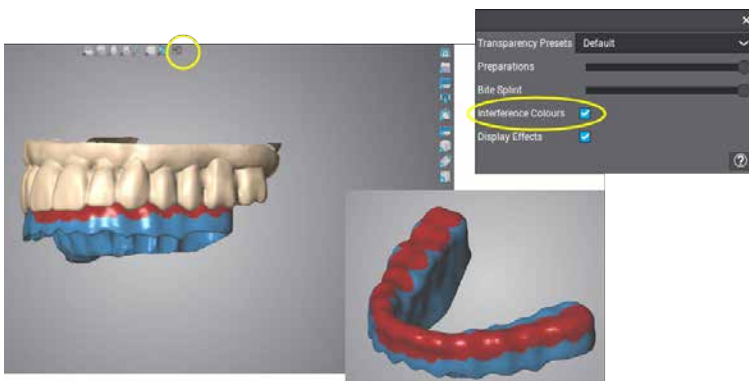 Transparency Presets Default
Preparations
Bite Splint
Interference Colours
Display Effects